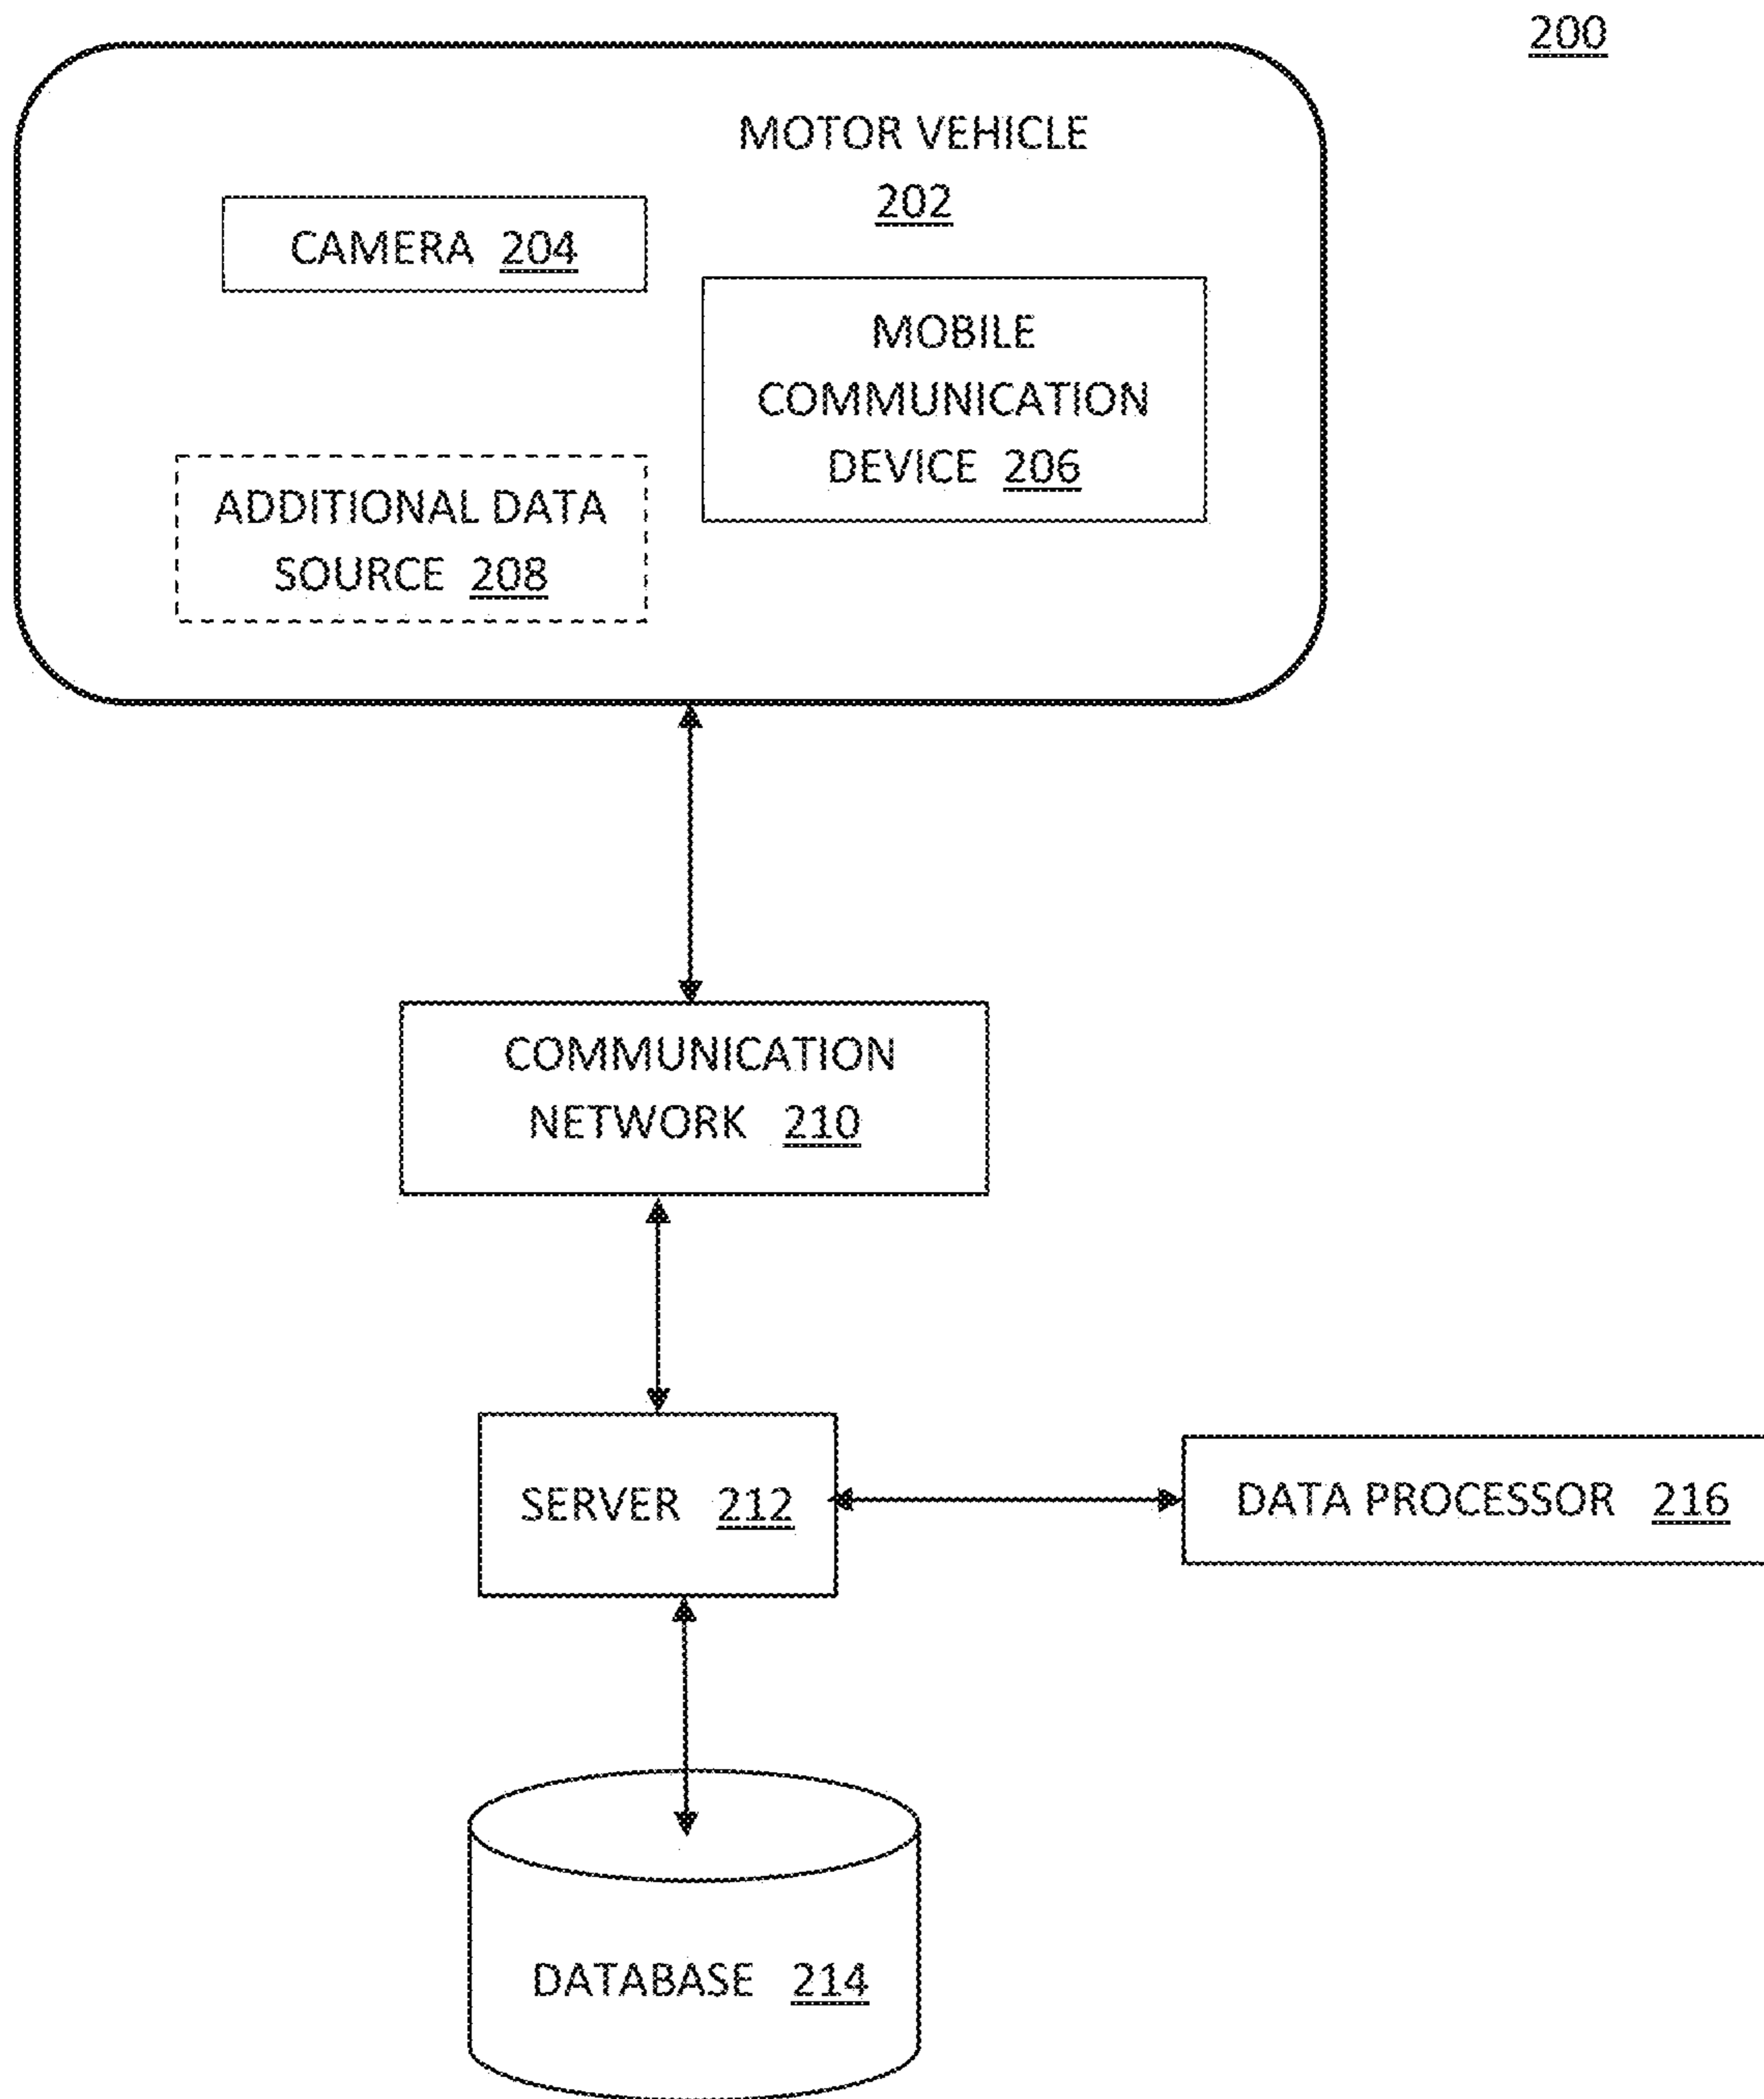 200
MOTOR VEHICLE
202
CAMERA 204
MOBILE
COMMUNICATION
DEVICE 206
ADDITIONAL DATA
SOURCE 208
COMMUNICATION
NETWORK 210
SERVER 212
DATA PROCESSOR 216
DATABASE 214